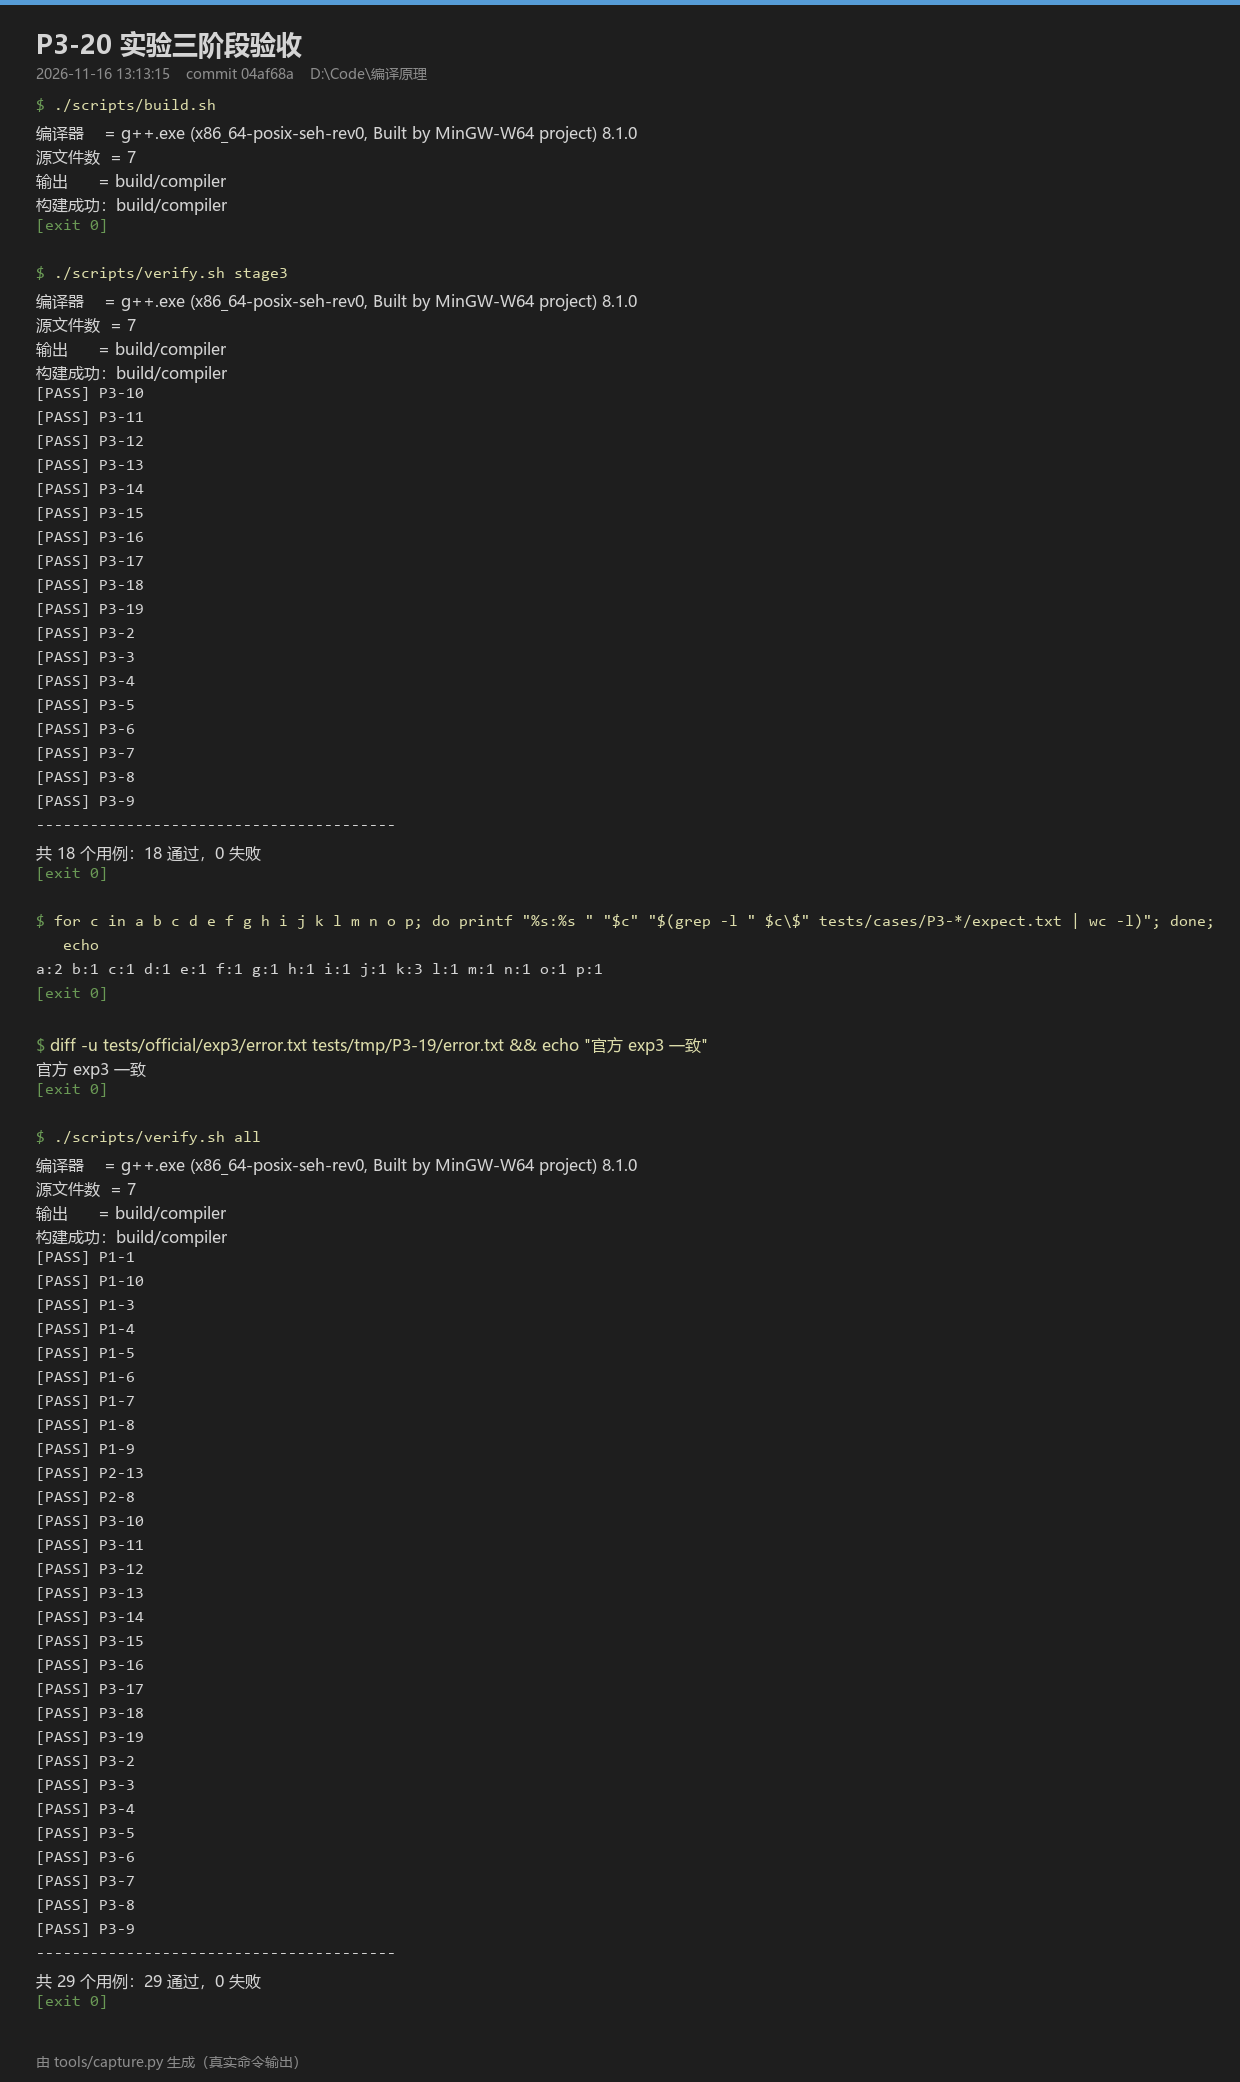 P3-20 实验三阶段验收
2026-11-16 13:13:15    commit 04af68a    D:\Code\编译原理
$ ./scripts/build.sh
编译器    = g++.exe (x86_64-posix-seh-rev0, Built by MinGW-W64 project) 8.1.0
源文件数  = 7
输出      = build/compiler
构建成功：build/compiler
[exit 0]
$ ./scripts/verify.sh stage3
编译器    = g++.exe (x86_64-posix-seh-rev0, Built by MinGW-W64 project) 8.1.0
源文件数  = 7
输出      = build/compiler
构建成功：build/compiler
[PASS] P3-10
[PASS] P3-11
[PASS] P3-12
[PASS] P3-13
[PASS] P3-14
[PASS] P3-15
[PASS] P3-16
[PASS] P3-17
[PASS] P3-18
[PASS] P3-19
[PASS] P3-2
[PASS] P3-3
[PASS] P3-4
[PASS] P3-5
[PASS] P3-6
[PASS] P3-7
[PASS] P3-8
[PASS] P3-9
----------------------------------------
共 18 个用例：18 通过，0 失败
[exit 0]
$ for c in a b c d e f g h i j k l m n o p; do printf "%s:%s " "$c" "$(grep -l " $c\$" tests/cases/P3-*/expect.txt | wc -l)"; done;
echo
a:2 b:1 c:1 d:1 e:1 f:1 g:1 h:1 i:1 j:1 k:3 l:1 m:1 n:1 o:1 p:1
[exit 0]
$ diff -u tests/official/exp3/error.txt tests/tmp/P3-19/error.txt && echo "官方 exp3 一致"
官方 exp3 一致
[exit 0]
$ ./scripts/verify.sh all
编译器    = g++.exe (x86_64-posix-seh-rev0, Built by MinGW-W64 project) 8.1.0
源文件数  = 7
输出      = build/compiler
构建成功：build/compiler
[PASS] P1-1
[PASS] P1-10
[PASS] P1-3
[PASS] P1-4
[PASS] P1-5
[PASS] P1-6
[PASS] P1-7
[PASS] P1-8
[PASS] P1-9
[PASS] P2-13
[PASS] P2-8
[PASS] P3-10
[PASS] P3-11
[PASS] P3-12
[PASS] P3-13
[PASS] P3-14
[PASS] P3-15
[PASS] P3-16
[PASS] P3-17
[PASS] P3-18
[PASS] P3-19
[PASS] P3-2
[PASS] P3-3
[PASS] P3-4
[PASS] P3-5
[PASS] P3-6
[PASS] P3-7
[PASS] P3-8
[PASS] P3-9
----------------------------------------
共 29 个用例：29 通过，0 失败
[exit 0]
由 tools/capture.py 生成（真实命令输出）